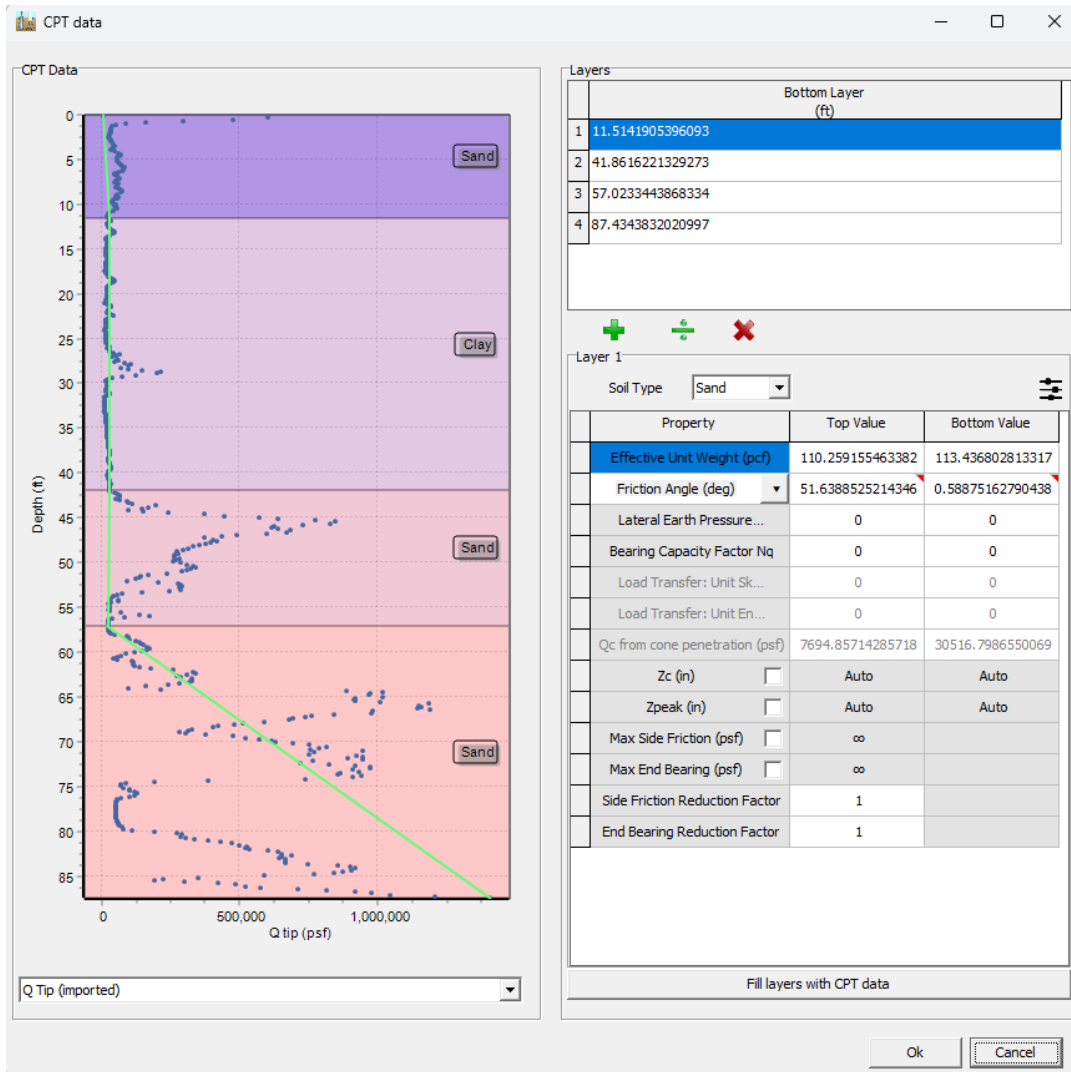 CPT data
CPT Data
0
5
10
15
20
25
30
35
40
45
50
55
60
65
70
75
80
85
Depth (ft)
Sand
Clay
Sand
Sand
0 500,000 1,000,000
Q tip (psf)
Q Tip (imported)
Layers
Bottom Layer
(ft)
1 11.5141905396093
2 41.8616221329273
3 57.0233443868334
4 87.4343832020997
Layer 1
Soil Type Sand
Property Top Value Bottom Value
Effective Unit Weight (pcf) 110.259155463382 113.436802813317
Friction Angle (deg) 51.6388525214346 0.58875162790438
Lateral Earth Pressure... 0 0
Bearing Capacity Factor Nq 0 0
Load Transfer: Unit Sk... 0 0
Load Transfer: Unit En... 0 0
Qc from cone penetration (psf) 7694.85714285718 30516.7986550069
Zc (in) Auto Auto
Zpeak (in) Auto Auto
Max Side Friction (psf) ∞
Max End Bearing (psf) ∞
Side Friction Reduction Factor 1
End Bearing Reduction Factor 1
Fill layers with CPT data
Ok Cancel